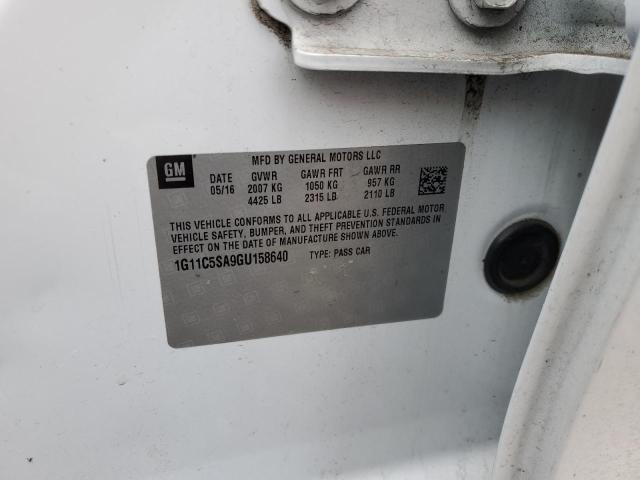 MFD BY GENERAL MOTORS LLC
GM
DATE GVWR GAWR FRT GAWR RR
05/16 2007 KG 1050 KG 957 KG
4425 LB 2315 LB 2110 LB
THIS VEHICLE CONFORMS TO ALL APPLICABLE U.S. FEDERAL MOTOR
VEHICLE SAFETY, BUMPER, AND THEFT PREVENTION STANDARDS IN
EFFECT ON THE DATE OF MANUFACTURE SHOWN ABOVE.
1G11C5SA9GU158640 TYPE: PASS CAR